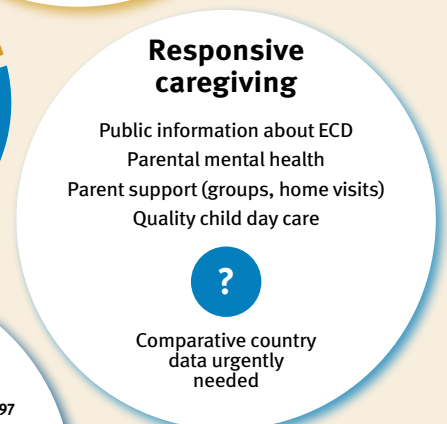 Responsive
caregiving
Public information about ECD
Parental mental health
Parent support (groups, home visits)
Quality child day care
?
Comparative country
data urgently
needed
97